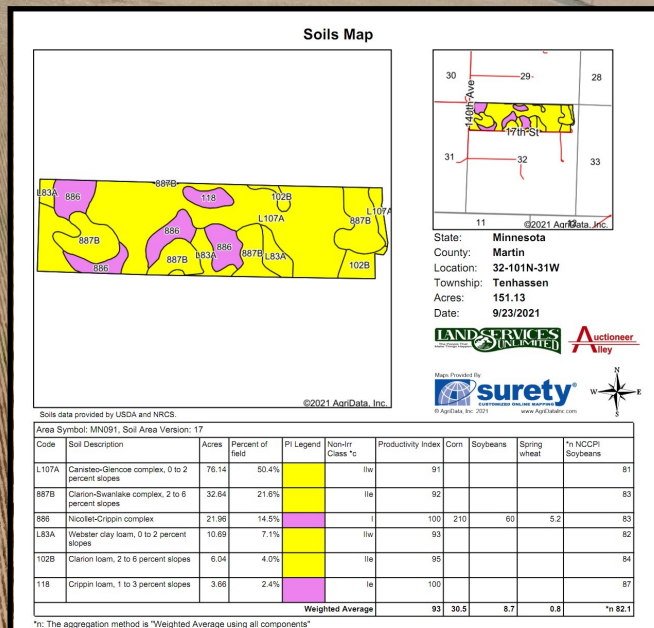 Soils Map
L83A
886
887B
118
102B
L107A
887B
L107A
887B
886
886
887B
L83A
887B
L83A
102B
886
©2021 AgriData, Inc.
30
29
28
140th Ave
17th St
31
32
33
11
©2021 AgriData, Inc.
State: Minnesota
County: Martin
Location: 32-101N-31W
Township: Tenhassen
Acres: 151.13
Date: 9/23/2021
LAND SERVICES
UNLIMITED
Auctioneer
Alley
Maps Provided By
surety®
CUSTOMIZED ONLINE MAPPING
© AgriData, Inc. 2021 www.AgriDataInc.com
N
W E
S
Soils data provided by USDA and NRCS.
Area Symbol: MN091, Soil Area Version: 17
Code Soil Description Acres Percent of field PI Legend Non-Irr Class *c Productivity Index Corn Soybeans Spring wheat *n NCCPI Soybeans
L107A Canisteo-Glencoe complex, 0 to 2 percent slopes 76.14 50.4% IIw 91 81
887B Clarion-Swanlake complex, 2 to 6 percent slopes 32.64 21.6% IIe 92 83
886 Nicollet-Crippin complex 21.96 14.5% I 100 210 60 5.2 83
L83A Webster clay loam, 0 to 2 percent slopes 10.69 7.1% IIw 93 82
102B Clarion loam, 2 to 6 percent slopes 6.04 4.0% IIe 95 84
118 Crippin loam, 1 to 3 percent slopes 3.66 2.4% Ie 100 87
Weighted Average 93 30.5 8.7 0.8 *n 82.1
*n: The aggregation method is "Weighted Average using all components"